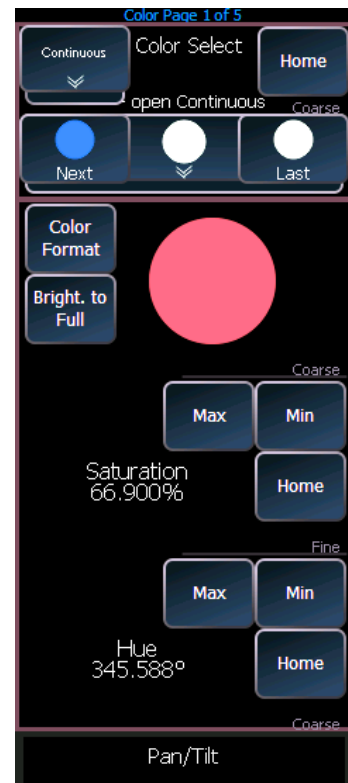 Color Page 1 of 5
Continuous
Color Select
Home
open Continuous
Coarse
Next
Last
Color
Format
Bright. to
Full
Coarse
Max
Min
Saturation
66.900%
Home
Fine
Max
Min
Hue
345.588°
Home
Coarse
Pan/Tilt